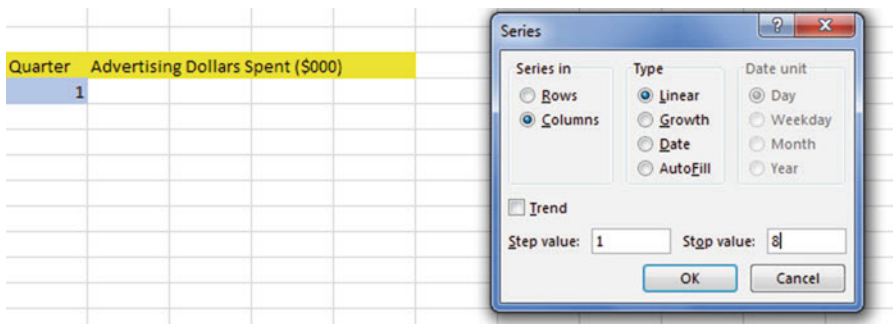 Quarter Advertising Dollars Spent ($000)
1
Series
Series in
Rows
Columns
Type
Linear
Growth
Date
AutoFill
Date unit
Day
Weekday
Month
Year
Trend
Step value: 1
Stop value: 8
OK
Cancel